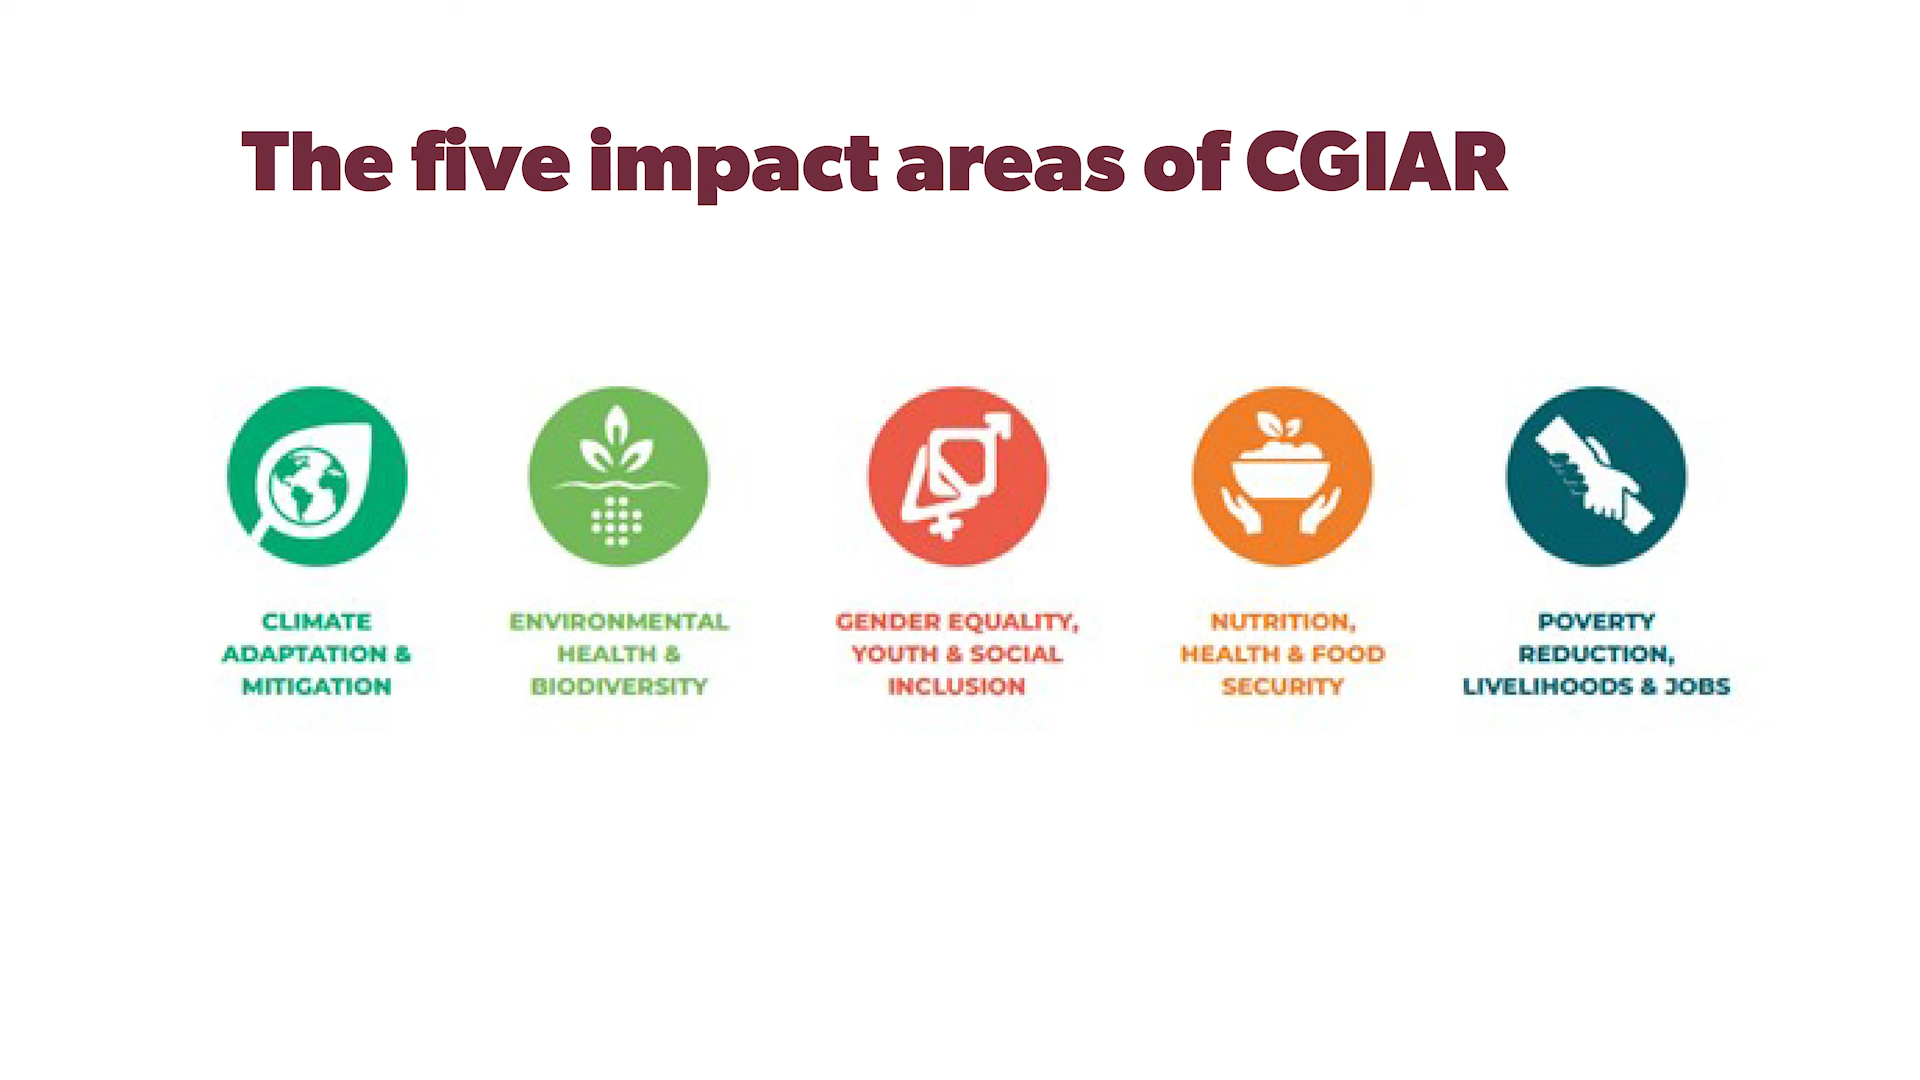 The five impact areas of CGIAR
CLIMATE
ADAPTATION &
MITIGATION
ENVIRONMENTAL
HEALTH &
BIODIVERSITY
GENDER EQUALITY,
YOUTH & SOCIAL
INCLUSION
NUTRITION,
HEALTH & FOOD
SECURITY
POVERTY
REDUCTION,
LIVELIHOODS & JOBS